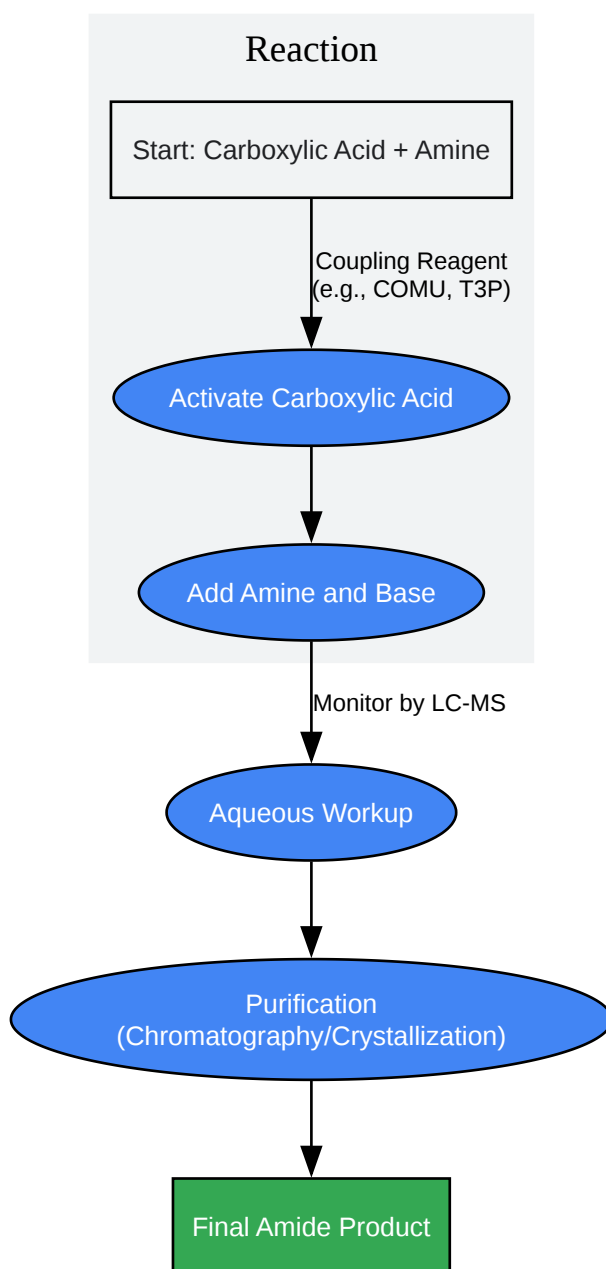 Reaction
Start: Carboxylic Acid + Amine
Coupling Reagent
(e.g., COMU, T3P)
Activate Carboxylic Acid
Add Amine and Base
Monitor by LC-MS
Aqueous Workup
Purification
(Chromatography/Crystallization)
Final Amide Product